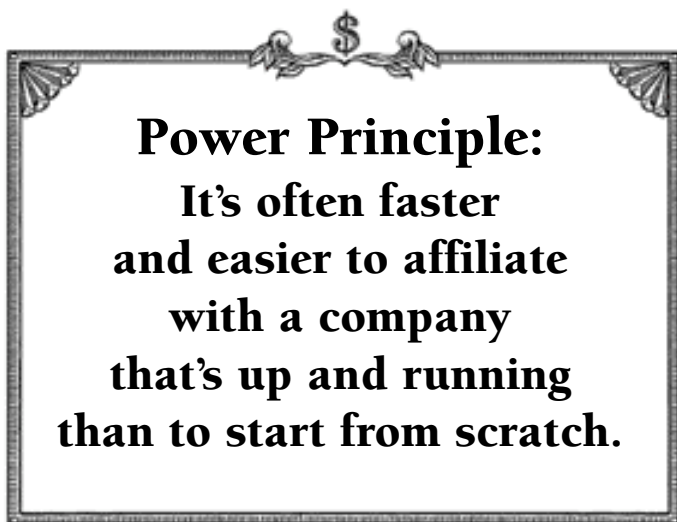 $
Power Principle:
It's often faster
and easier to affiliate
with a company
that's up and running
than to start from scratch.